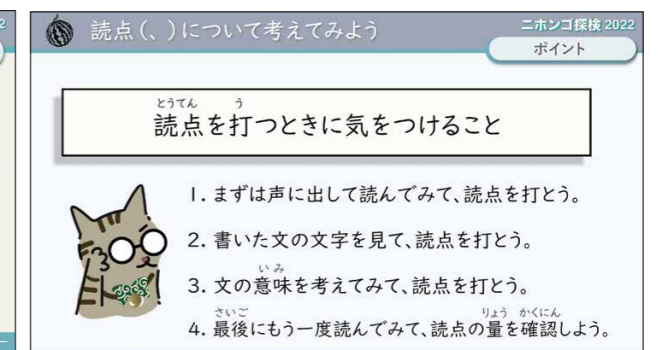 読点(、)について考えてみよう
ニホンゴ探検2022
ポイント
とうてん う
読点を打つときに気をつけること
1. まずは声に出して読んでみて、読点を打とう。
2. 書いた文の文字を見て、読点を打とう。
いみ
3. 文の意味を考えてみて、読点を打とう。
さいご りょう かくにん
4. 最後にもう一度読んでみて、読点の量を確認しよう。